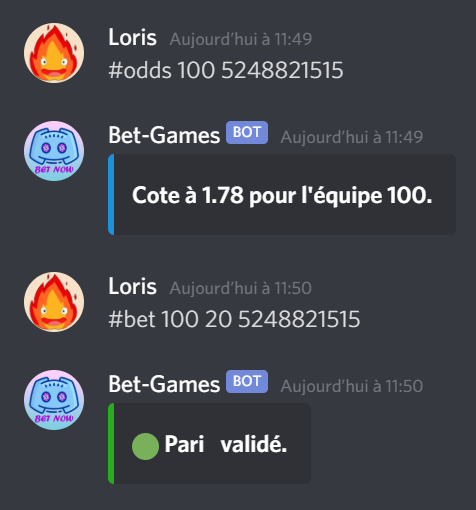 Loris Aujourd'hui à 11:49
#odds 100 5248821515
Bet-Games BOT Aujourd'hui à 11:49
BET NOW
Cote à 1.78 pour l'équipe 100.
Loris Aujourd'hui à 11:50
#bet 100 20 5248821515
Bet-Games BOT Aujourd'hui à 11:50
BET NOW
Pari validé.